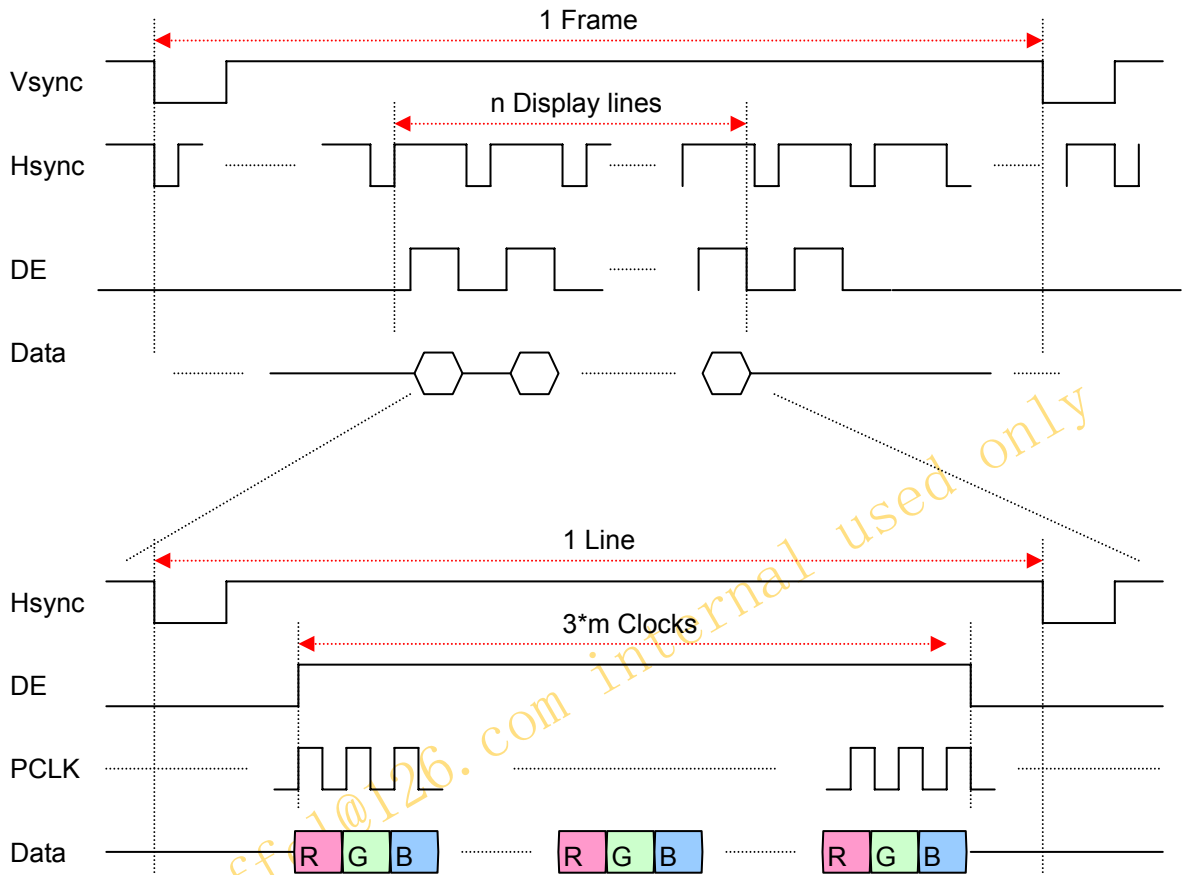 1 Frame
Vsync
n Display lines
Hsync
DE
Data
1 Line
Hsync
3*m Clocks
DE
PCLK
Data
R G B
R G B
R G B
@126.com internal used only